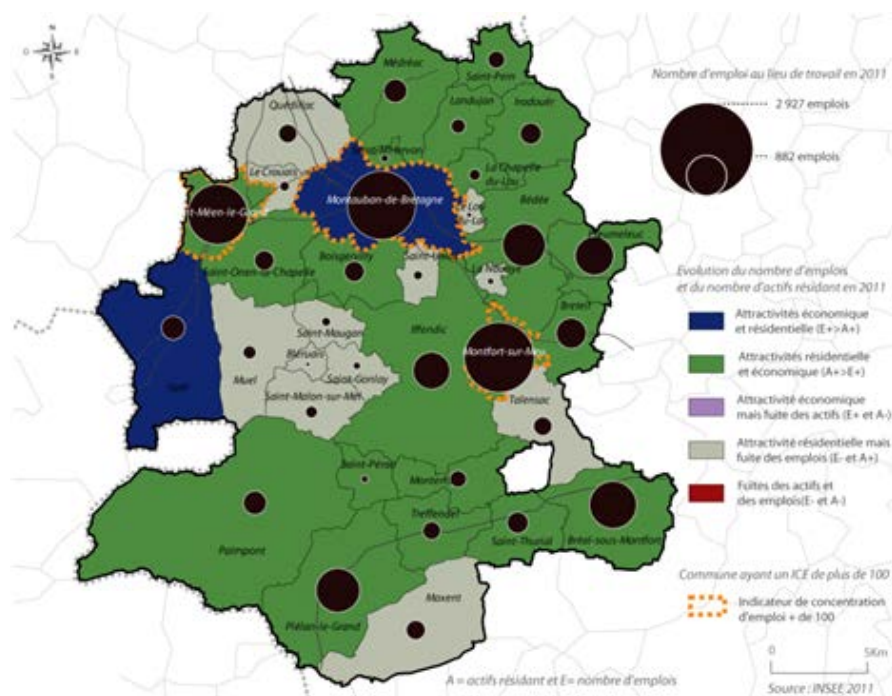 N
O
E
S
Médréac
Saint-Pern
Landujan
Irodouër
Quédillac
La Chapelle
du-Lou
Le Crouais
Montauban-de-Bretagne
Bédée
Saint-Onen-la-Chapelle
Boisgervilly
La Nouaye
Breteil
Iffendic
Saint-Maugan
Bléruais
Muel
Saint-Gonlay
Saint-Malon-sur-Mel
Talensac
Monterfil
Treffendel
Saint-Thurial
Bréal-sous-Montfort
Paimpont
Plélan-le-Grand
Maxent
A = actifs résidant et E= nombre d'emplois
Nombre d'emploi au lieu de travail en 2011
2 927 emplois
882 emplois
Evolution du nombre d'emplois
et du nombre d'actifs résidant en 2011
Attractivités économique
et résidentielle (E+>A+)
Attractivités résidentielle
et économique (A+>E+)
Attractivité économique
mais fuite des actifs (E+ et A-)
Attractivité résidentielle mais
fuite des emplois (E- et A+)
Fuites des actifs et
des emplois(E- et A-)
Commune ayant un ICE de plus de 100
Indicateur de concentration
d'emploi + de 100
0 5Km
Source : INSEE 2011